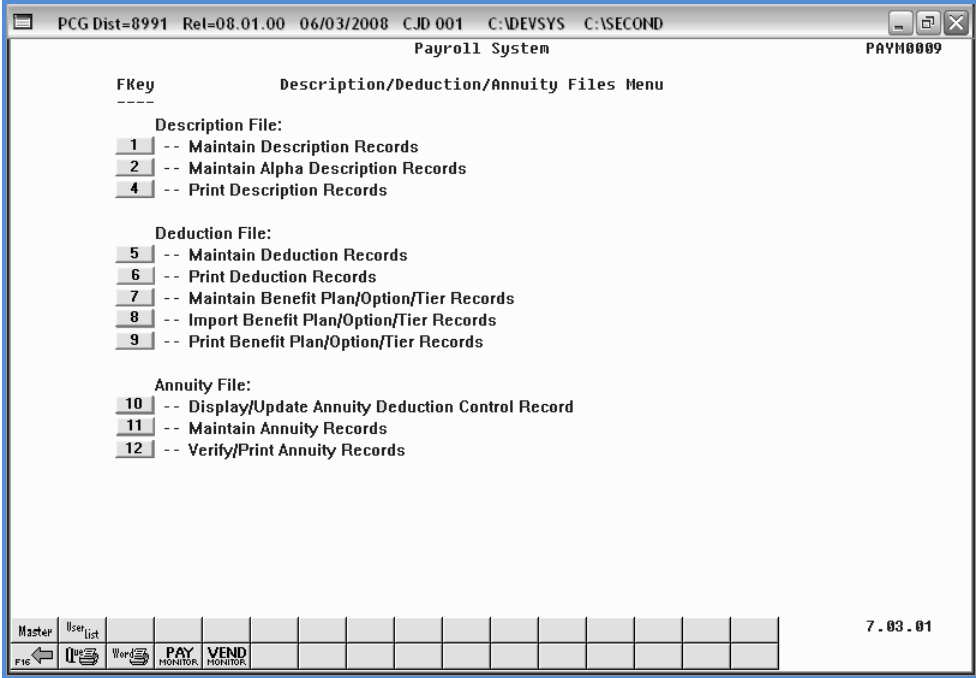 PCG Dist=8991 Rel=08.01.00 06/03/2008 CJD 001 C:\DEVSYS C:\SECOND
Payroll System PAYM0009
FKey Description/Deduction/Annuity Files Menu
----
Description File:
1 -- Maintain Description Records
2 -- Maintain Alpha Description Records
4 -- Print Description Records
Deduction File:
5 -- Maintain Deduction Records
6 -- Print Deduction Records
7 -- Maintain Benefit Plan/Option/Tier Records
8 -- Import Benefit Plan/Option/Tier Records
9 -- Print Benefit Plan/Option/Tier Records
Annuity File:
10 -- Display/Update Annuity Deduction Control Record
11 -- Maintain Annuity Records
12 -- Verify/Print Annuity Records
Master User List 7.03.01
F16 Que Word PAY MONITOR VEND MONITOR